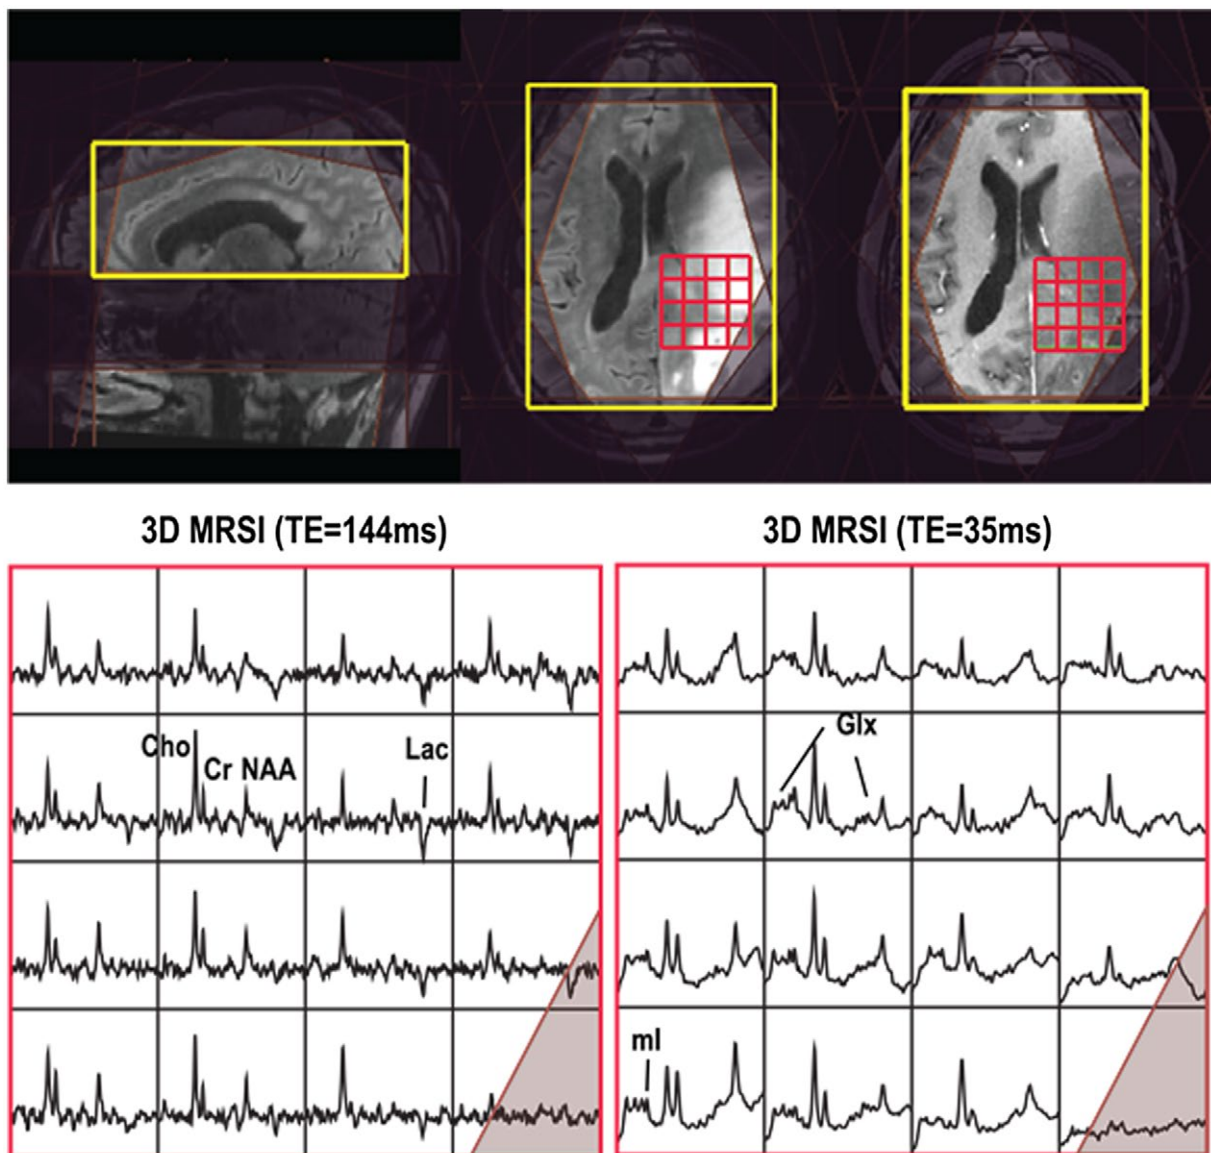 3D MRSI (TE=144ms)
3D MRSI (TE=35ms)
Cho
Cr NAA
Lac
Glx
mI